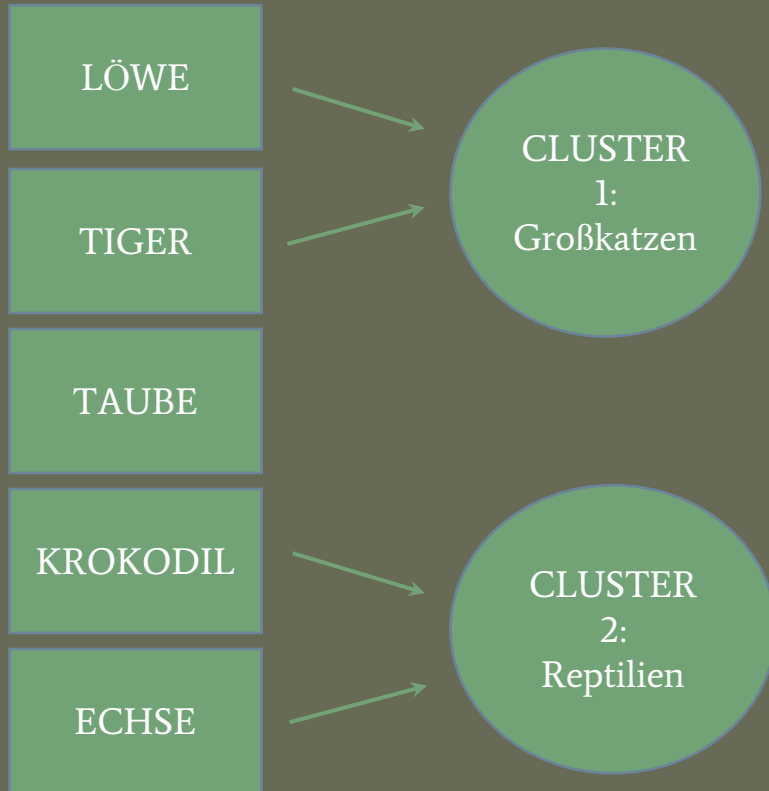 LÖWE
TIGER
TAUBE
KROKODIL
ECHSE
CLUSTER
1:
Großkatzen
CLUSTER
2:
Reptilien